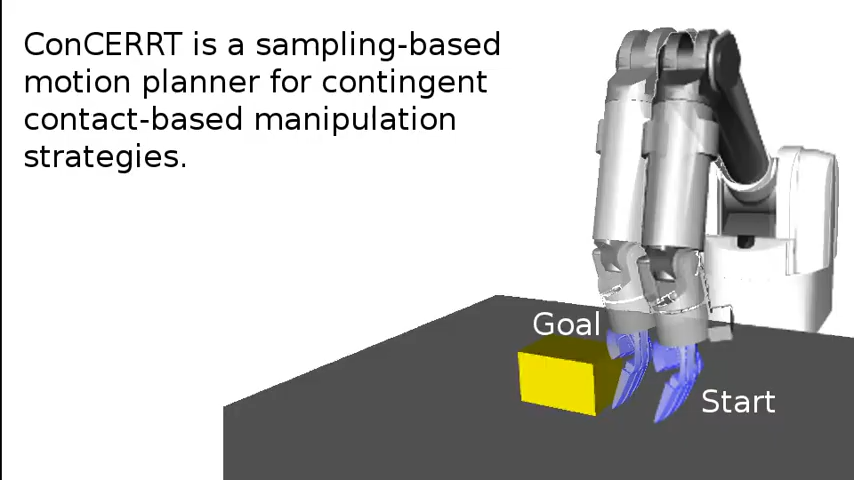 ConCERRT is a sampling-based
motion planner for contingent
contact-based manipulation
strategies.
Goal
Start